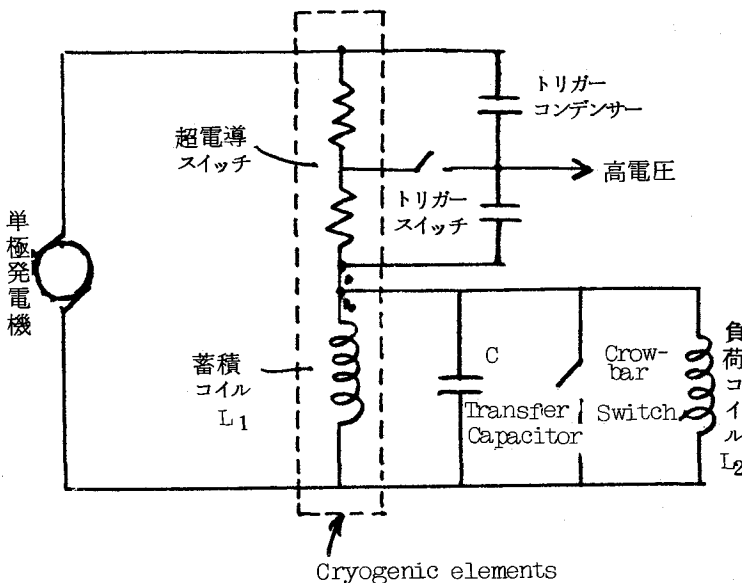 トリガー
コンデンサー
超電導
スイッチ
高電圧
トリガー
スイッチ
単極発電機
蓄積
コイル
L1
C
Transfer
Capacitor
Crow-
bar
Switch
負荷コイル
L2
Cryogenic elements